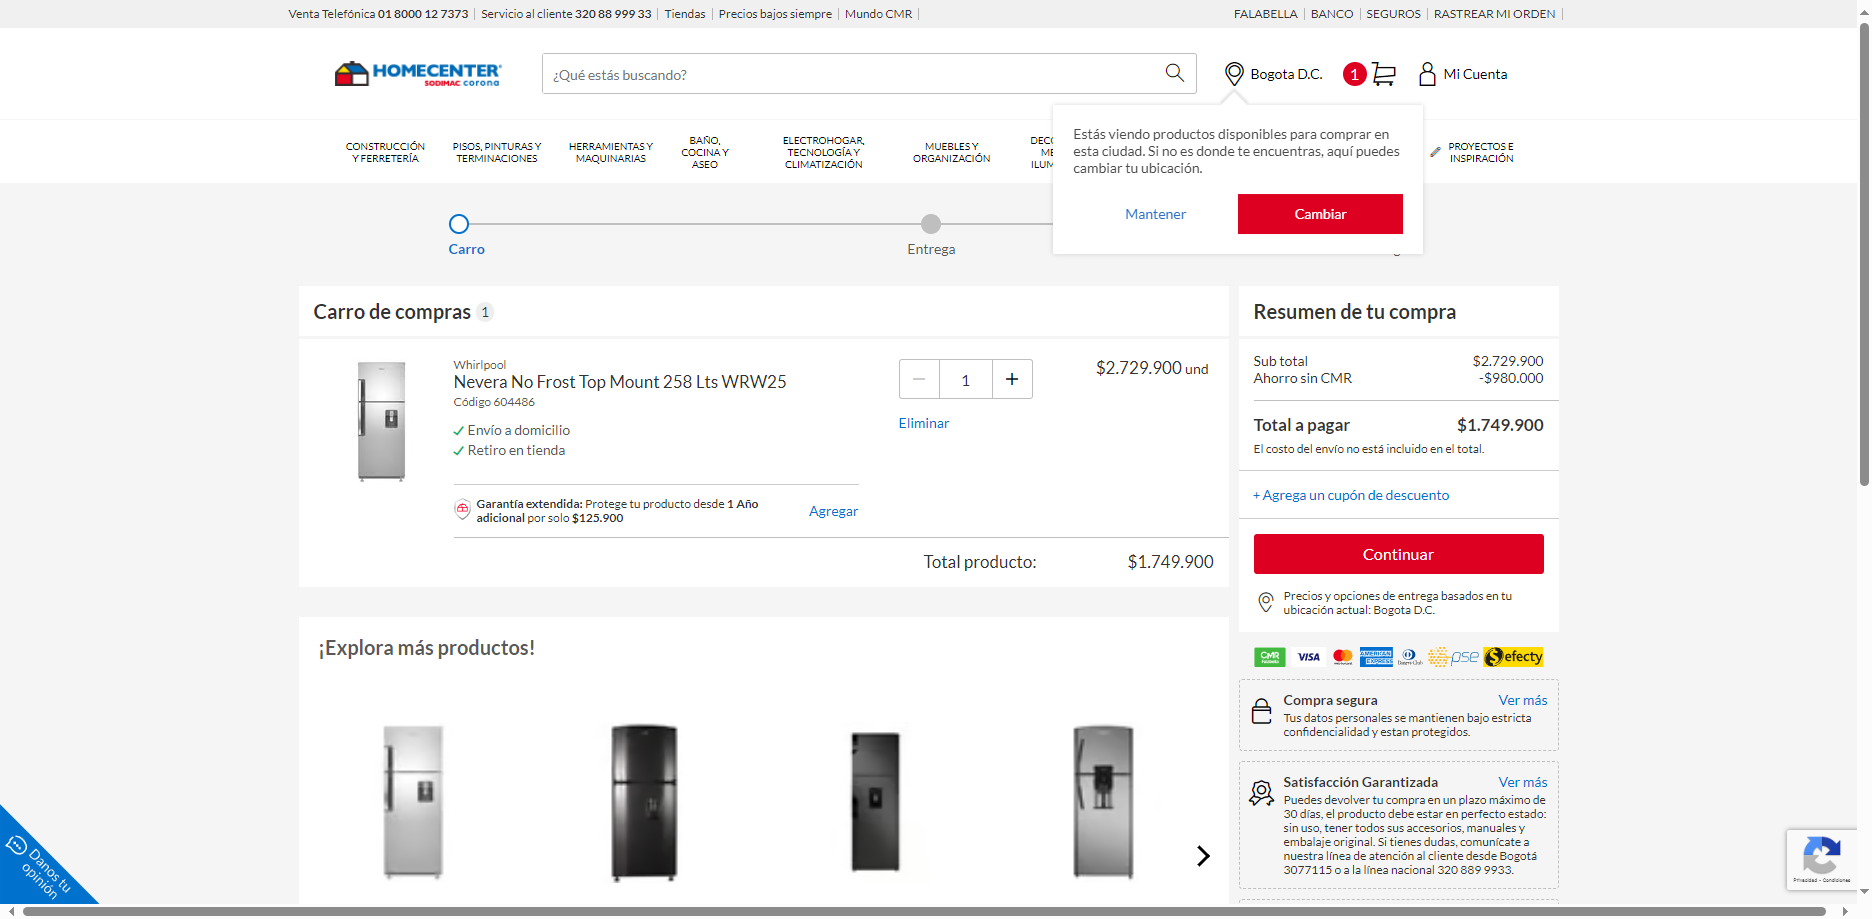 Venta Telefónica 01 8000 12 7373 Servicio al cliente 320 88 999 33 Tiendas Precios bajos siempre Mundo CMR
FALABELLA BANCO SEGUROS RASTREAR MI ORDEN
HOMECENTER
SODIMAC corona
¿Qué estás buscando?
Bogota D.C.
1
Mi Cuenta
CONSTRUCCIÓN
Y FERRETERÍA
PISOS, PINTURAS Y
TERMINACIONES
HERRAMIENTAS Y
MAQUINARIAS
BAÑO,
COCINA Y
ASEO
ELECTROHOGAR,
TECNOLOGÍA Y
CLIMATIZACIÓN
MUEBLES Y
ORGANIZACIÓN
PROYECTOS E
INSPIRACIÓN
Estás viendo productos disponibles para comprar en
esta ciudad. Si no es donde te encuentras, aquí puedes
cambiar tu ubicación.
Mantener
Cambiar
Carro
Entrega
Carro de compras 1
Whirlpool
Nevera No Frost Top Mount 258 Lts WRW25
Código 604486
Envío a domicilio
Retiro en tienda
1
Eliminar
$2.729.900 und
Garantía extendida: Protege tu producto desde 1 Año
adicional por solo $125.900
Agregar
Total producto: $1.749.900
¡Explora más productos!
Resumen de tu compra
Sub total $2.729.900
Ahorro sin CMR -$980.000
Total a pagar $1.749.900
El costo del envío no está incluido en el total.
+ Agrega un cupón de descuento
Continuar
Precios y opciones de entrega basados en tu
ubicación actual: Bogota D.C.
CMR VISA MasterCard AMERICAN EXPRESS Diners Club pse efecty
Compra segura Ver más
Tus datos personales se mantienen bajo estricta
confidencialidad y estan protegidos.
Satisfacción Garantizada Ver más
Puedes devolver tu compra en un plazo máximo de
30 días, el producto debe estar en perfecto estado:
sin uso, tener todos sus accesorios, manuales y
embalaje original. Si tienes dudas, comunícate a
nuestra línea de atención al cliente desde Bogotá
3077115 o a la línea nacional 320 889 9933.
Danos tu
opinión
Privacidad - Condiciones